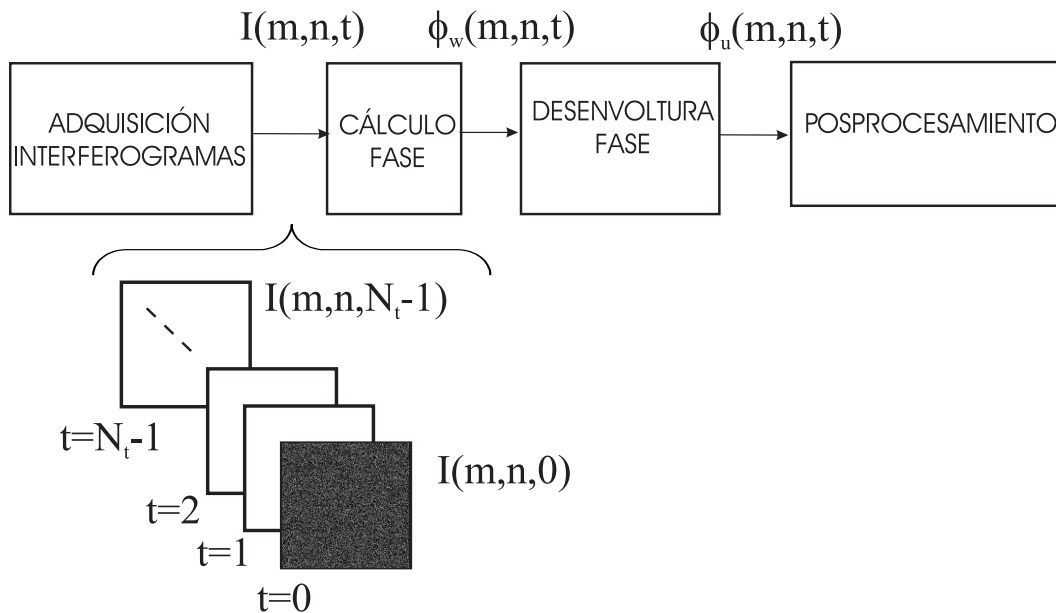 I(m,n,t)
ϕw(m,n,t)
ϕu(m,n,t)
ADQUISICIÓN
INTERFEROGRAMAS
CÁLCULO
FASE
DESENVOLTURA
FASE
POSPROCESAMIENTO
I(m,n,Nt-1)
t=Nt-1
I(m,n,0)
t=2
t=1
t=0